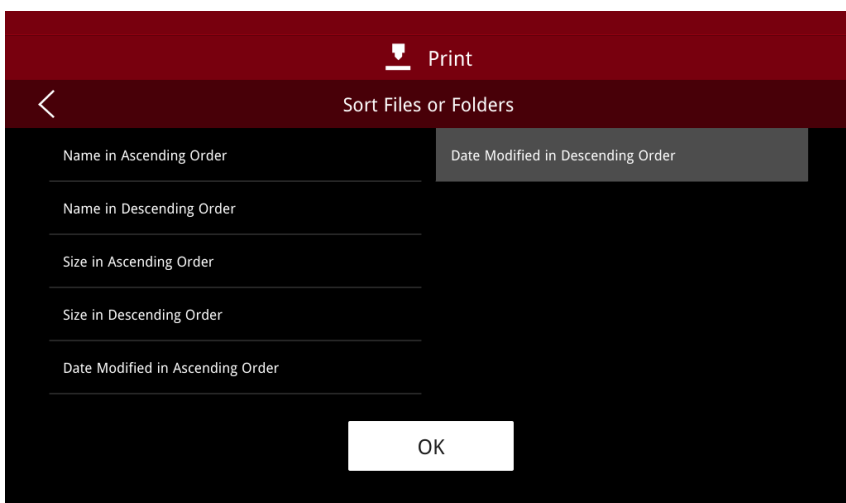 Print
Sort Files or Folders
Name in Ascending Order
Name in Descending Order
Size in Ascending Order
Size in Descending Order
Date Modified in Ascending Order
Date Modified in Descending Order
OK